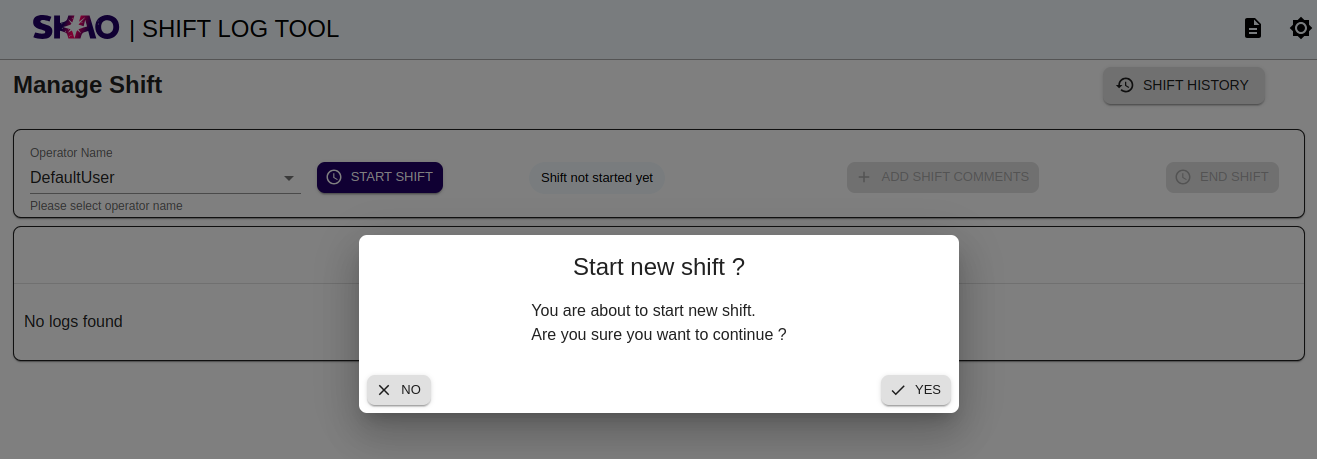 SKAO | SHIFT LOG TOOL
Manage Shift
SHIFT HISTORY
Operator Name
DefaultUser
Please select operator name
START SHIFT
Shift not started yet
ADD SHIFT COMMENTS
END SHIFT
No logs found
Start new shift ?
You are about to start new shift.
Are you sure you want to continue ?
NO
YES